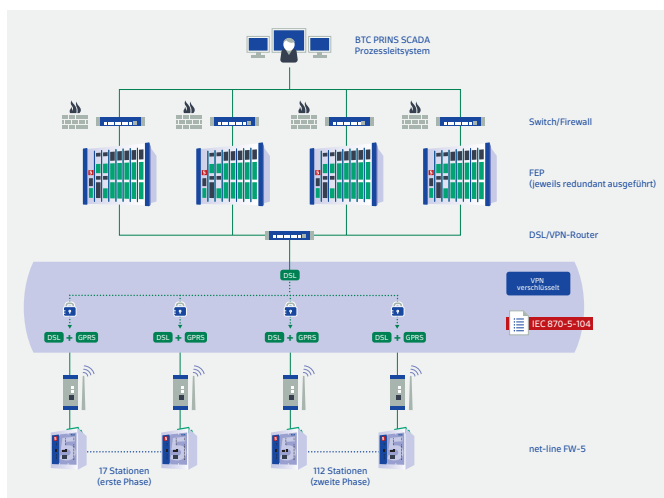 BTC PRINS SCADA
Prozessleitsystem
Switch/Firewall
FEP
(jeweils redundant ausgeführt)
DSL/VPN-Router
DSL
VPN
verschlüsselt
IEC 870-5-104
DSL + GPRS
DSL + GPRS
DSL + GPRS
DSL + GPRS
net-line FW-5
17 Stationen
(erste Phase)
112 Stationen
(zweite Phase)